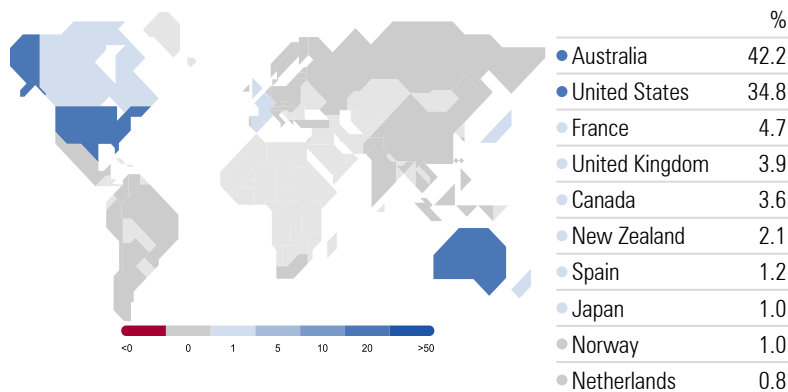 %
Australia 42.2
United States 34.8
France 4.7
United Kingdom 3.9
Canada 3.6
New Zealand 2.1
Spain 1.2
Japan 1.0
Norway 1.0
Netherlands 0.8
<0 0 1 5 10 20 >50